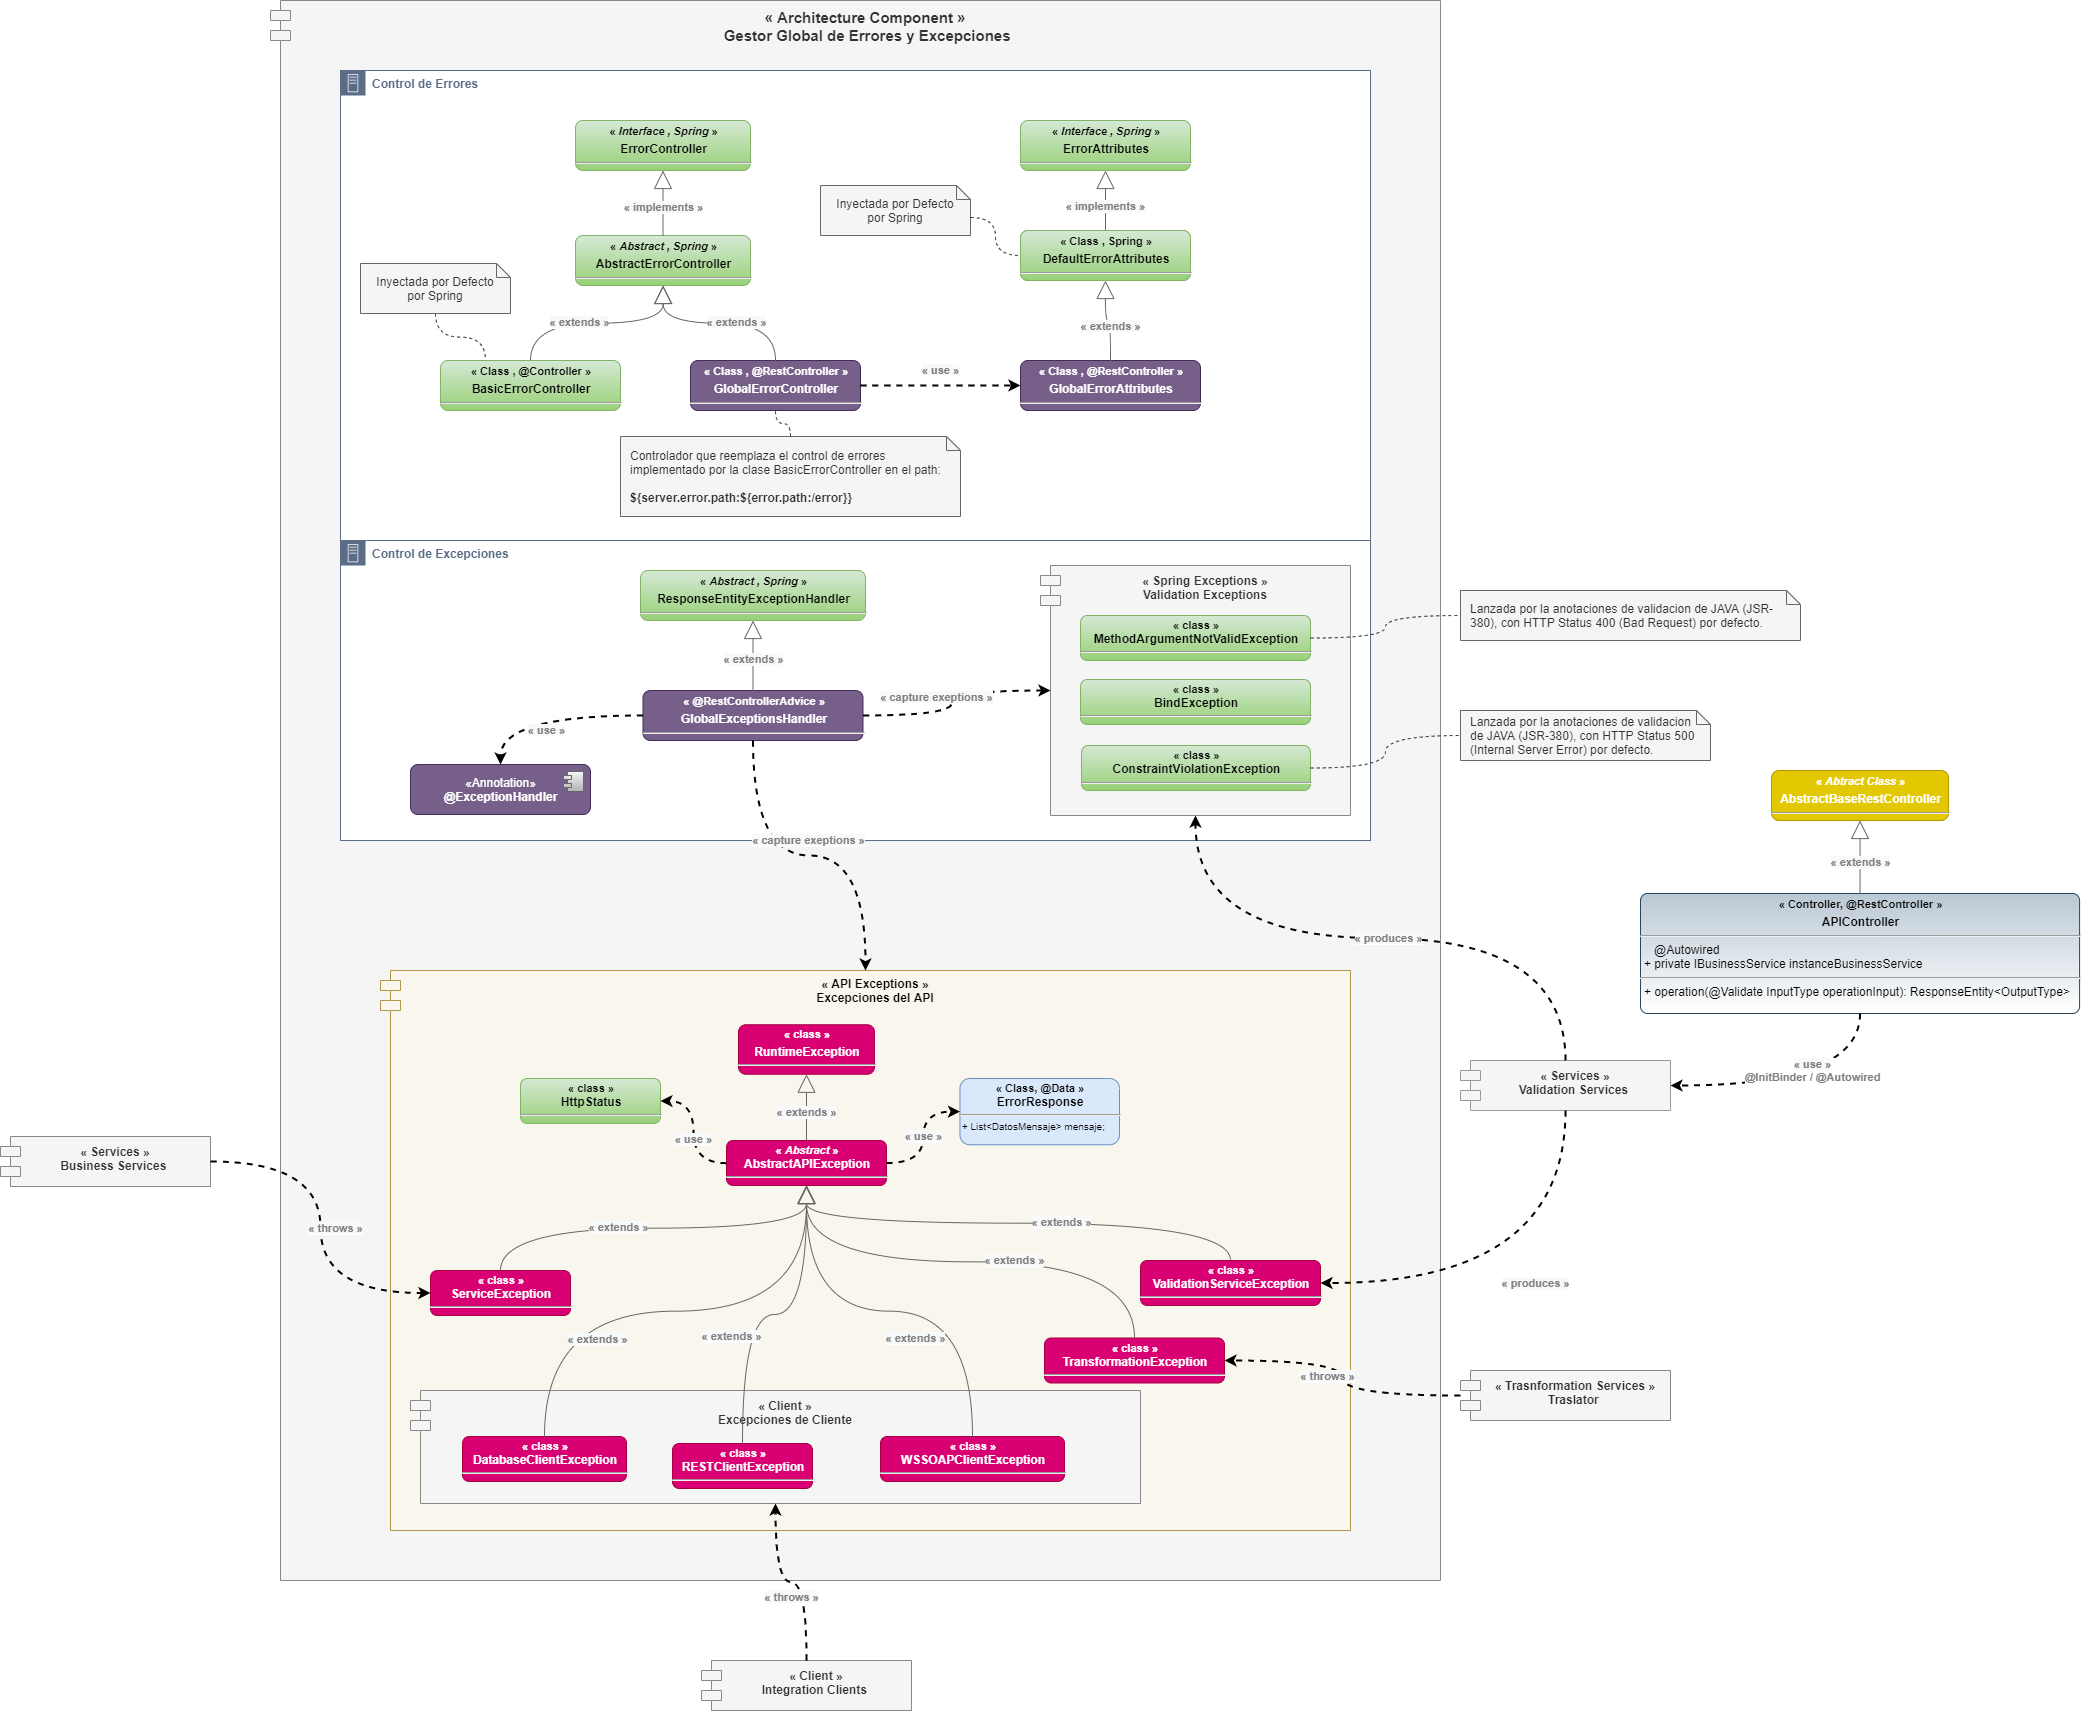 « Architecture Component »
Gestor Global de Errores y Excepciones
Control de Errores
« Interface , Spring »
ErrorController
« Interface , Spring »
ErrorAttributes
« implements »
Inyectada por Defecto
por Spring
« implements »
« Abstract , Spring »
AbstractErrorController
« Class , Spring »
DefaultErrorAttributes
Inyectada por Defecto
por Spring
« extends »
« extends »
« extends »
« Class , @Controller »
BasicErrorController
« Class , @RestController »
GlobalErrorController
« use »
« Class , @RestController »
GlobalErrorAttributes
Controlador que reemplaza el control de errores
implementado por la clase BasicErrorController en el path:
${server.error.path:${error.path:/error}}
Control de Excepciones
« Abstract , Spring »
ResponseEntityExceptionHandler
« extends »
« @RestControllerAdvice »
GlobalExceptionsHandler
« capture exeptions »
« use »
«Annotation»
@ExceptionHandler
« capture exeptions »
« Spring Exceptions »
Validation Exceptions
« class »
MethodArgumentNotValidException
« class »
BindException
« class »
ConstraintViolationException
Lanzada por la anotaciones de validacion de JAVA (JSR-
380), con HTTP Status 400 (Bad Request) por defecto.
Lanzada por la anotaciones de validacion
de JAVA (JSR-380), con HTTP Status 500
(Internal Server Error) por defecto.
« Abtract Class »
AbstractBaseRestController
« extends »
« Controller, @RestController »
APIController
@Autowired
+ private IBusinessService instanceBusinessService
+ operation(@Validate InputType operationInput): ResponseEntity<OutputType>
« produces »
« use »
@InitBinder / @Autowired
« Services »
Validation Services
« produces »
« API Exceptions »
Excepciones del API
« class »
RuntimeException
« class »
HttpStatus
« extends »
« Class, @Data »
ErrorResponse
+ List<DatosMensaje> mensaje;
« use »
« use »
« Abstract »
AbstractAPIException
« Services »
Business Services
« throws »
« extends »
« extends »
« extends »
« class »
ServiceException
« class »
ValidationServiceException
« extends »
« extends »
« extends »
« class »
TransformationException
« throws »
« Trasnformation Services »
Traslator
« Client »
Excepciones de Cliente
« class »
DatabaseClientException
« class »
RESTClientException
« class »
WSSOAPClientException
« throws »
« Client »
Integration Clients